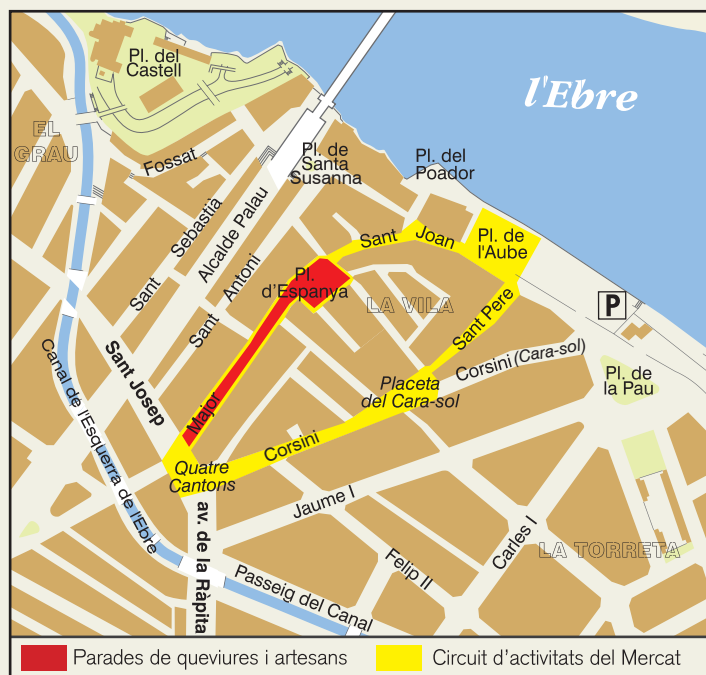 Pl. del
Castell
l'Ebre
EL
GRAU
Fossat
Pl. de
Santa
Susanna
Pl. del
Poador
Sant Sebastià
Alcalde Palau
Sant Antoni
Sant Joan
Pl. de
l'Aube
Pl.
d'Espanya
LA VILA
P
Sant Pere
Corsini (Cara-sol)
Pl. de
la Pau
Sant Josep
Canal de l'Esquerra de l'Ebre
Major
Placeta
del Cara-sol
Corsini
Quatre
Cantons
Jaume I
av. de la Ràpita
Felip II
Carles I
LA TORRETA
Passeig del Canal
Parades de queviures i artesans
Circuit d'activitats del Mercat